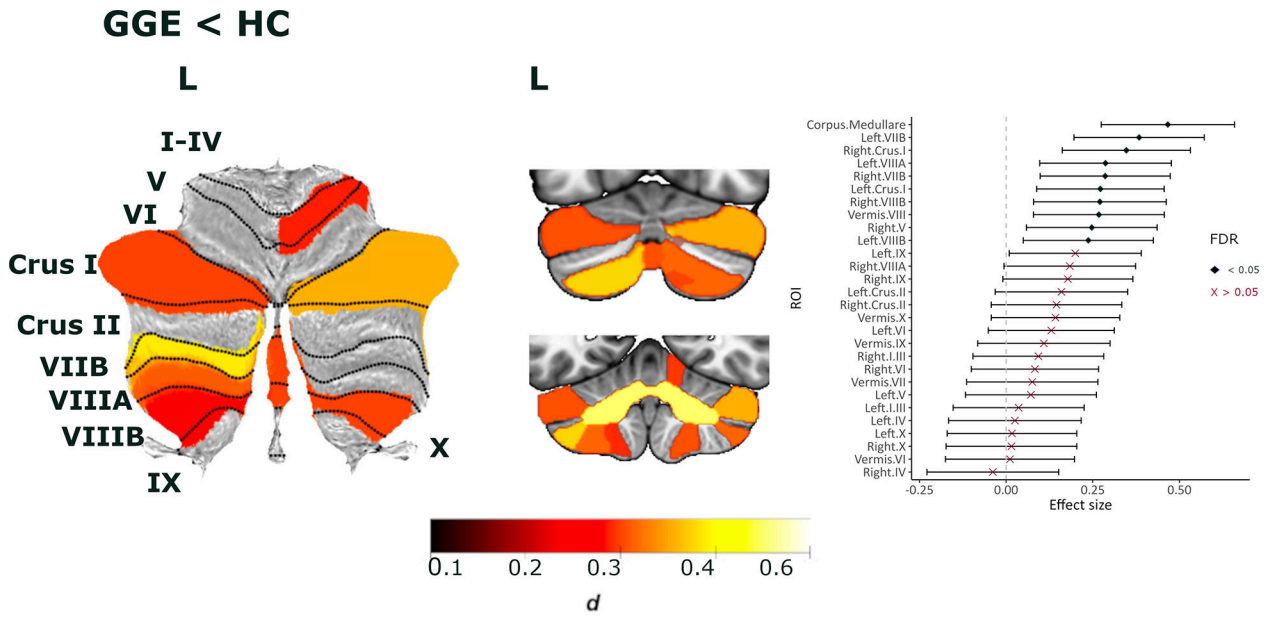 GGE < HC
L
L
I-IV
V
VI
Crus I
Crus II
VIIB
VIIIA
VIIIB
IX
X
0.1 0.2 0.3 0.4 0.6
d
ROI
Corpus.Medullare
Left.VIIB
Right.Crus.I
Left.VIIIA
Right.VIIB
Left.Crus.I
Right.VIIIB
Vermis.VIII
Right.V
Left.VIIIB
Left.IX
Right.VIIIA
Right.IX
Left.Crus.II
Right.Crus.II
Vermis.X
Left.VI
Vermis.IX
Right.I.III
Right.VI
Vermis.VII
Left.V
Left.I.III
Left.IV
Left.X
Right.X
Vermis.VI
Right.IV
-0.25 0.00 0.25 0.50
Effect size
FDR
< 0.05
> 0.05